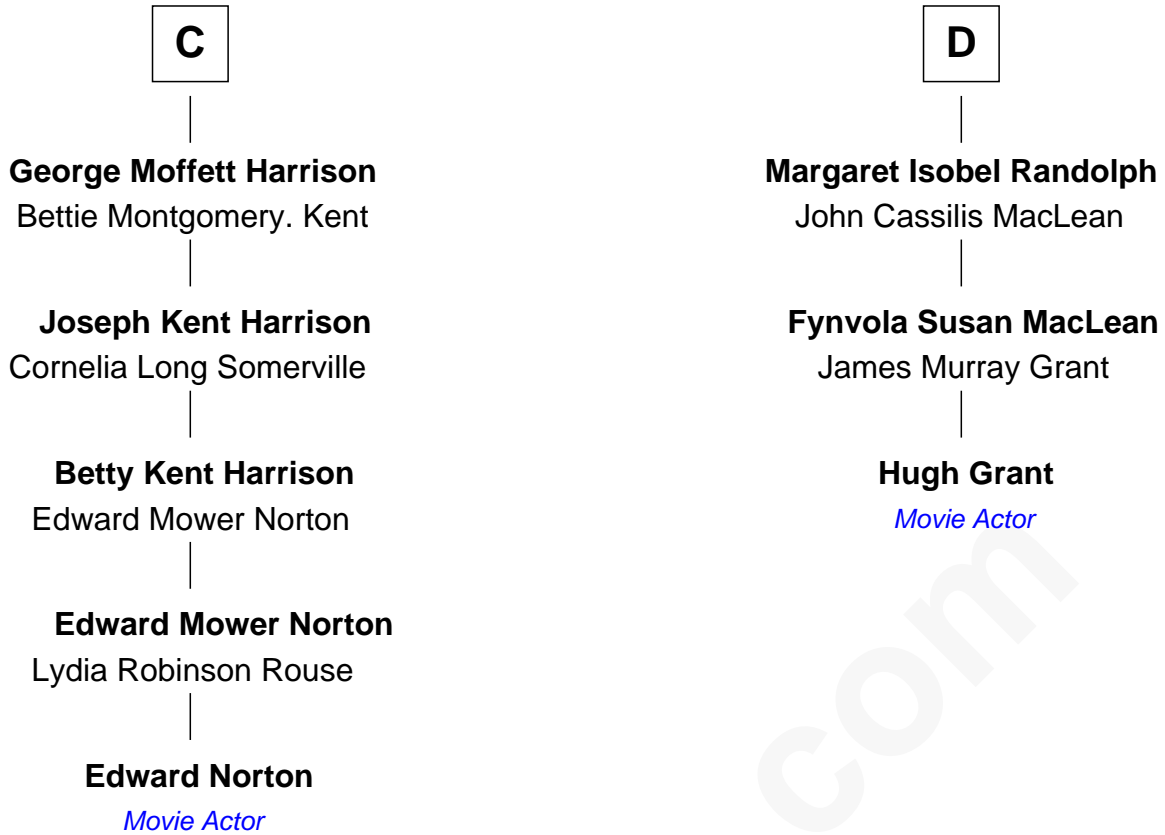 C
George Moffett Harrison
Bettie Montgomery. Kent
Joseph Kent Harrison
Cornelia Long Somerville
Betty Kent Harrison
Edward Mower Norton
Edward Mower Norton
Lydia Robinson Rouse
Edward Norton
Movie Actor
D
Margaret Isobel Randolph
John Cassilis MacLean
Fynvola Susan MacLean
James Murray Grant
Hugh Grant
Movie Actor
com